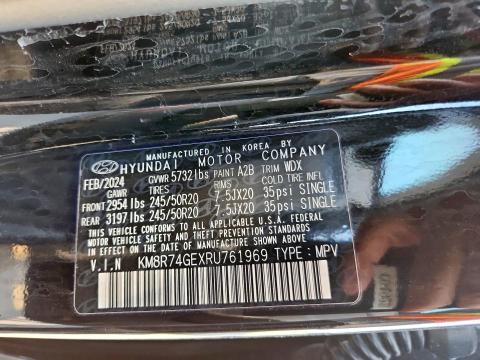 MANUFACTURED IN KOREA BY
HYUNDAI MOTOR COMPANY
FEB/2024 GVWR 5732 lbs PAINT A2B TRIM WDX
GAWR TIRES RIMS COLD TIRE INFL
FRONT 2954 lbs 245/50R20 7.5JX20 35psi SINGLE
REAR 3197 lbs 245/50R20 7.5JX20 35psi SINGLE
THIS VEHICLE CONFORMS TO ALL APPLICABLE U.S.A. FEDERAL
MOTOR VEHICLE SAFETY, BUMPER, AND THEFT PREVENTION
STANDARDS IN EFFECT ON THE DATE OF MANUFACTURE SHOWN ABOVE.
V.I.N KM8R74GEXRU761969 TYPE : MPV